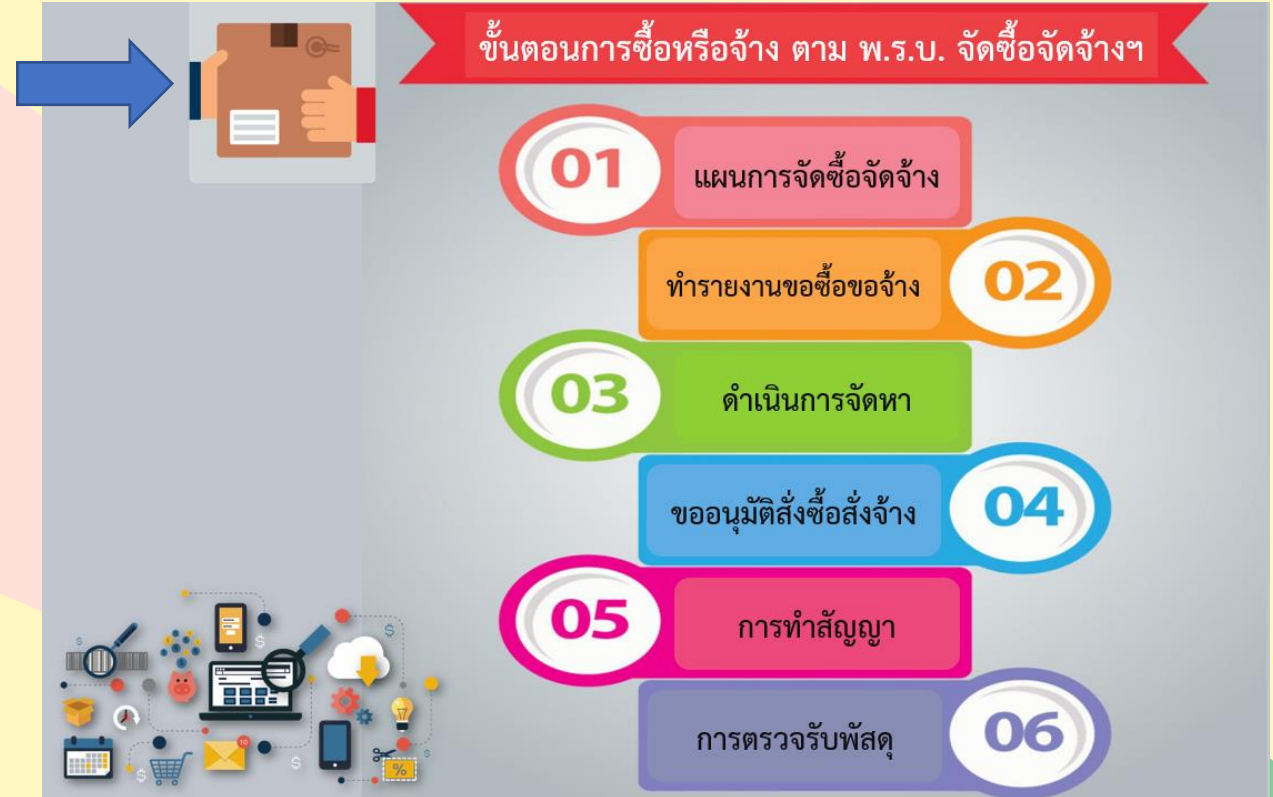 ขั้นตอนการซื้อหรือจ้าง ตาม พ.ร.บ. จัดซื้อจัดจ้างฯ
01
แผนการจัดซื้อจัดจ้าง
ทำรายงานขอซื้อขอจ้าง
02
03
ดำเนินการจัดหา
ขออนุมัติสั่งซื้อสั่งจ้าง
04
05
การทำสัญญา
การตรวจรับพัสดุ
06
$
$
$
10
$
$
$
%